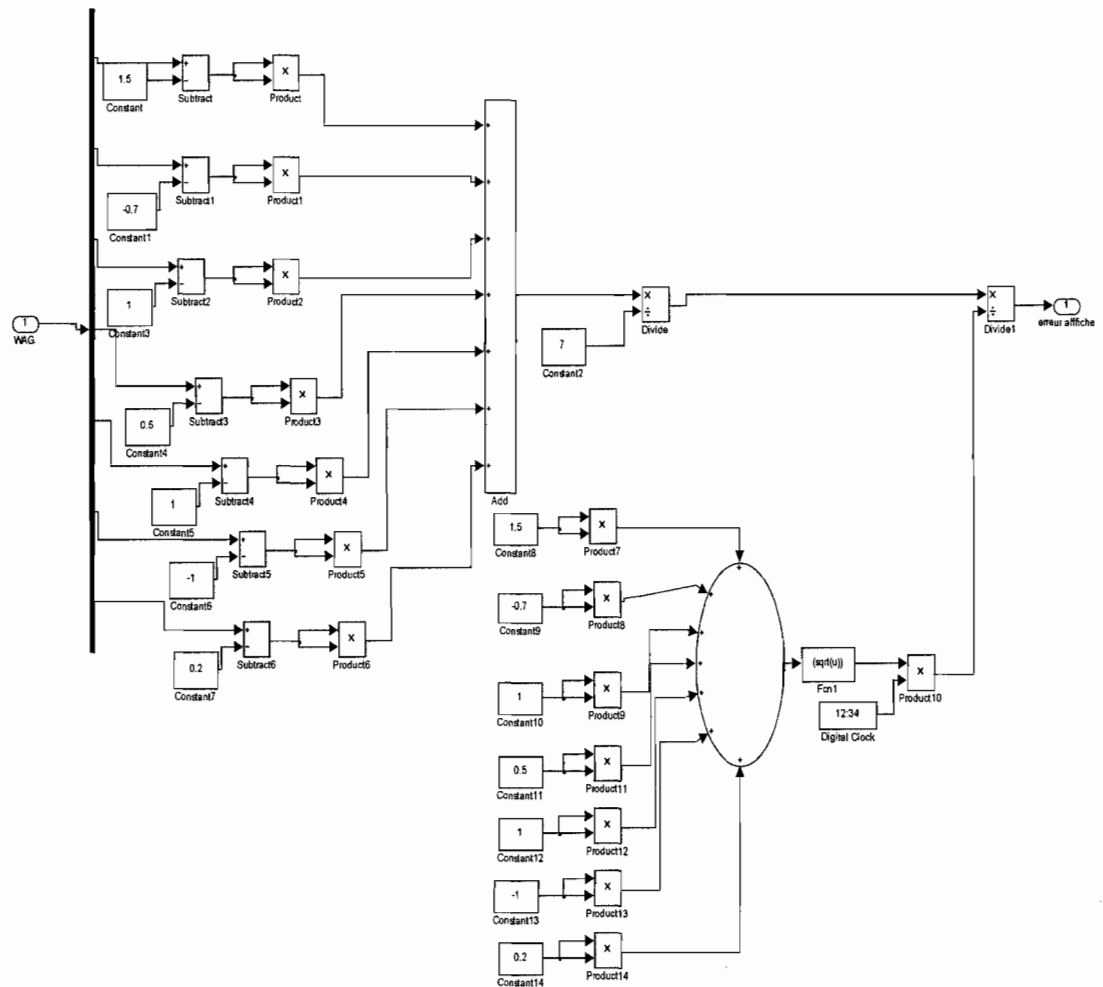 1.5
Constant
+
−
Subtract
x
Product
-0.7
Constant1
+
−
Subtract1
x
Product1
1
Constant3
+
−
Subtract2
x
Product2
1
WAG
0.5
Constant4
+
−
Subtract3
x
Product3
1
Constant5
+
−
Subtract4
x
Product4
-1
Constant6
+
−
Subtract5
x
Product5
0.2
Constant7
+
−
Subtract6
x
Product6
+
+
+
+
+
+
+
Add
7
Constant2
x
÷
Divide
x
÷
Divide1
1
erreur affiche
1.5
Constant8
x
Product7
-0.7
Constant9
x
Product8
1
Constant10
x
Product9
0.5
Constant11
x
Product11
1
Constant12
x
Product12
-1
Constant13
x
Product13
0.2
Constant14
x
Product14
+
+
+
+
+
+
+
(sqrt(u))
Fcn1
12:34
Digital Clock
x
Product10